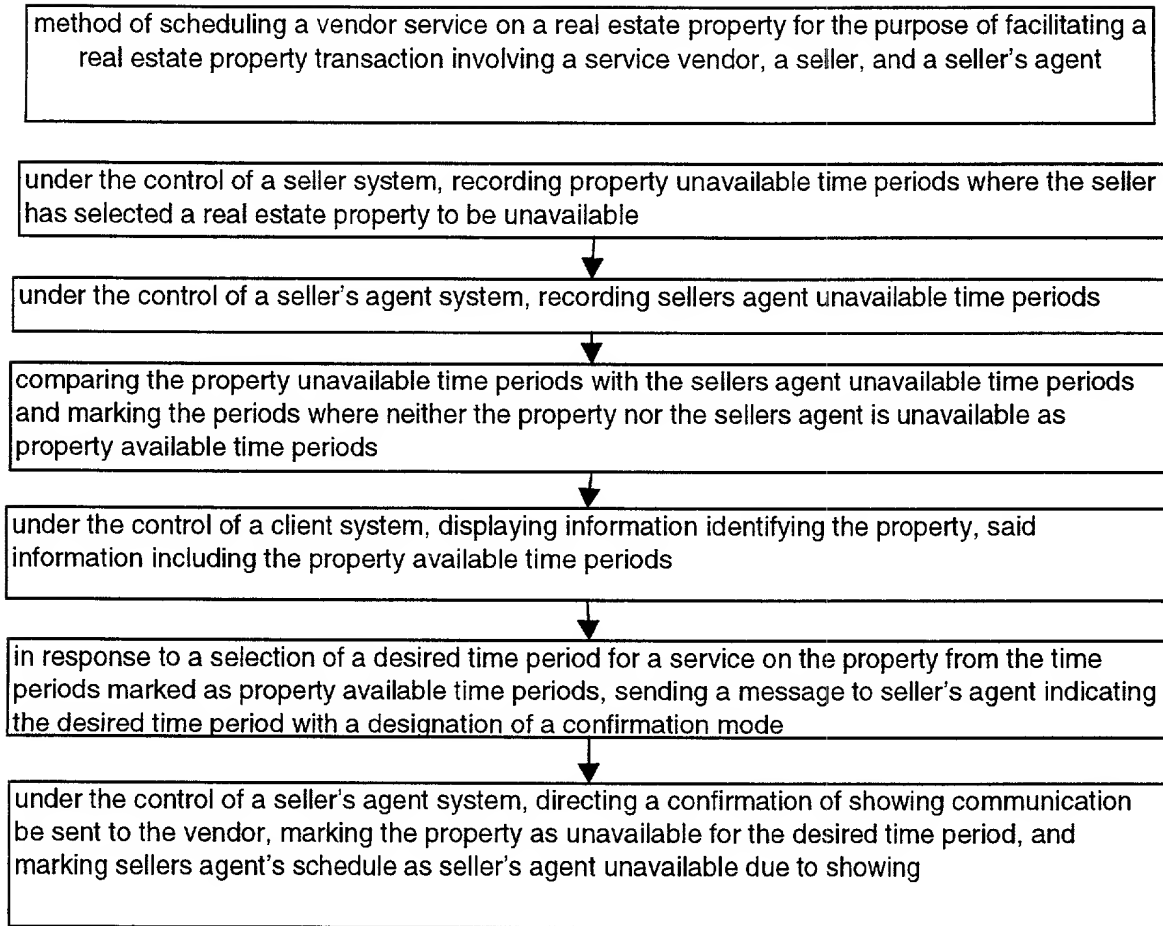 method of scheduling a vendor service on a real estate property for the purpose of facilitating a
real estate property transaction involving a service vendor, a seller, and a seller's agent
under the control of a seller system, recording property unavailable time periods where the seller
has selected a real estate property to be unavailable
under the control of a seller's agent system, recording sellers agent unavailable time periods
comparing the property unavailable time periods with the sellers agent unavailable time periods
and marking the periods where neither the property nor the sellers agent is unavailable as
property available time periods
under the control of a client system, displaying information identifying the property, said
information including the property available time periods
in response to a selection of a desired time period for a service on the property from the time
periods marked as property available time periods, sending a message to seller's agent indicating
the desired time period with a designation of a confirmation mode
under the control of a seller's agent system, directing a confirmation of showing communication
be sent to the vendor, marking the property as unavailable for the desired time period, and
marking sellers agent's schedule as seller's agent unavailable due to showing